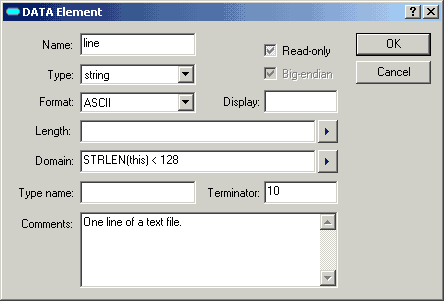 DATA Element
Name: line
Read-only
OK
Type: string
Big-endian
Cancel
Format: ASCII
Display:
Length:
Domain: STRLEN(this) < 128
Type name:
Terminator: 10
Comments: One line of a text file.